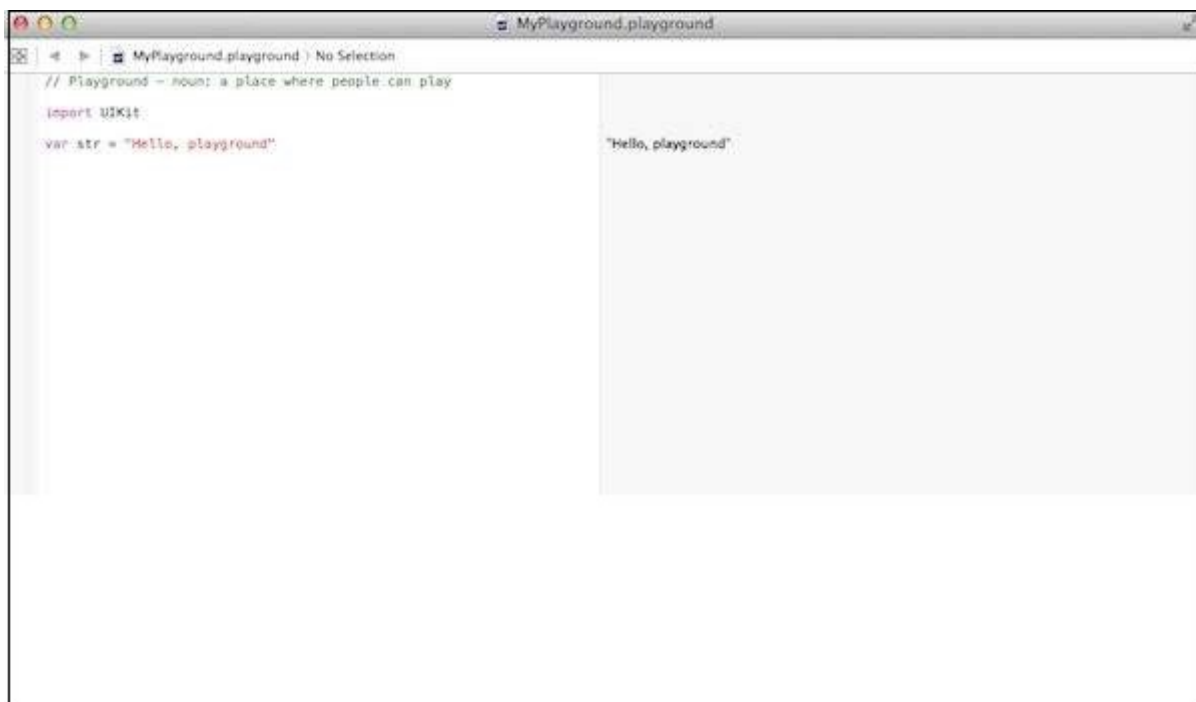 MyPlayground.playground
MyPlayground.playground No Selection
// Playground - noun: a place where people can play
import UIKit
var str = "Hello, playground"
"Hello, playground"